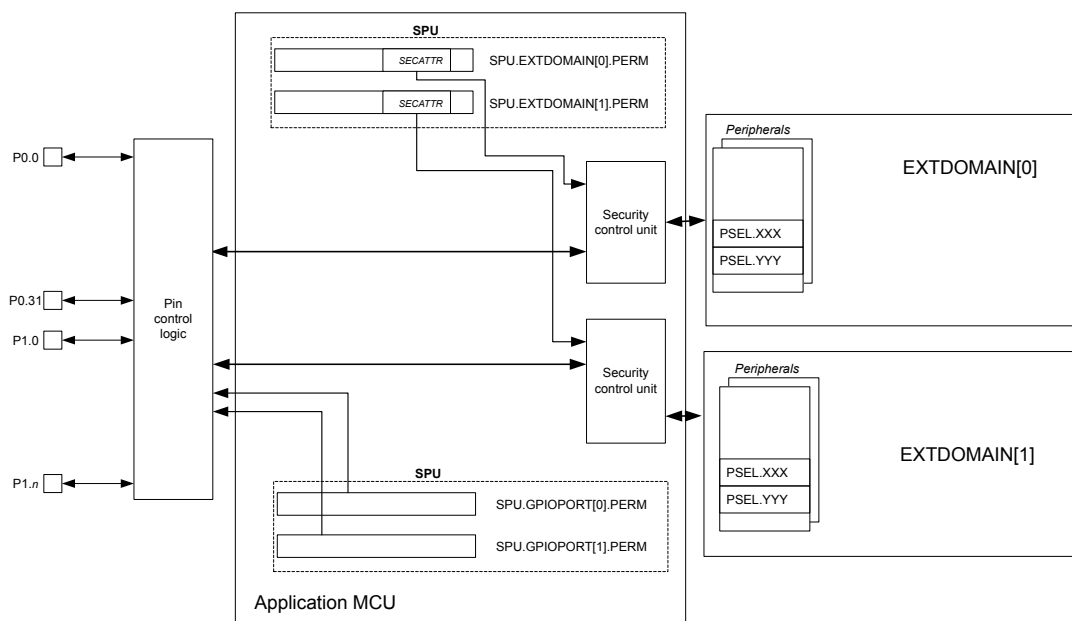 SPU
SECATTR
SPU.EXTDOMAIN[0].PERM
SECATTR
SPU.EXTDOMAIN[1].PERM
Peripherals
EXTDOMAIN[0]
P0.0
Security
control unit
PSEL.XXX
PSEL.YYY
P0.31
Pin
control
logic
P1.0
Security
control unit
Peripherals
EXTDOMAIN[1]
PSEL.XXX
PSEL.YYY
P1.n
SPU
SPU.GPIOPORT[0].PERM
SPU.GPIOPORT[1].PERM
Application MCU